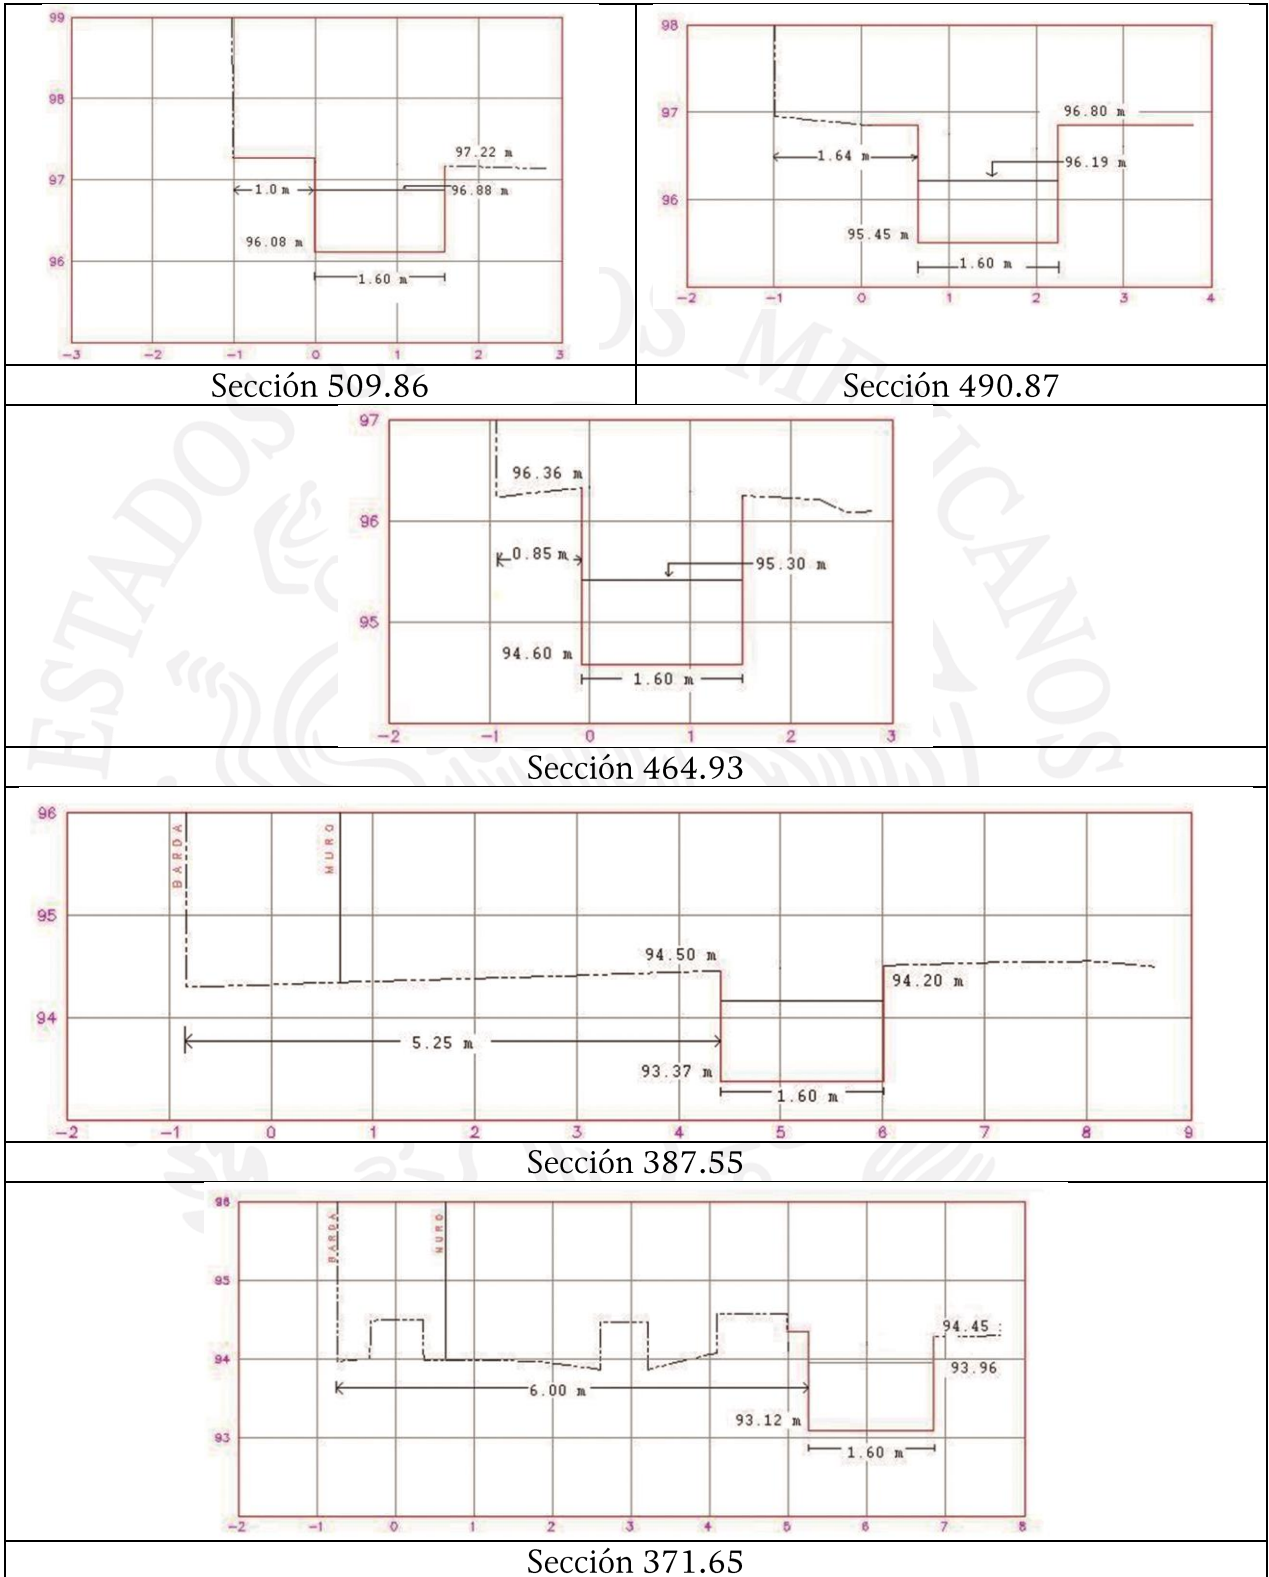 99
98
97
96
97.22 m
1.0 m
96.88 m
96.08 m
1.60 m
-3 -2 -1 0 1 2 3
98
97
96
96.80 m
1.64 m
96.19 m
95.45 m
1.60 m
-2 -1 0 1 2 3 4
Sección 509.86
Sección 490.87
97
96
95
96.36 m
0.85 m
95.30 m
94.60 m
1.60 m
-2 -1 0 1 2 3
Sección 464.93
96
95
94
BARDA
MURO
94.50 m
94.20 m
5.25 m
93.37 m
1.60 m
-2 -1 0 1 2 3 4 5 6 7 8 9
Sección 387.55
96
95
94
93
BARDA
MURO
94.45
93.96
6.00 m
93.12 m
1.60 m
-2 -1 0 1 2 3 4 5 6 7 8
Sección 371.65
ESTADOS UNIDOS MEXICANOS